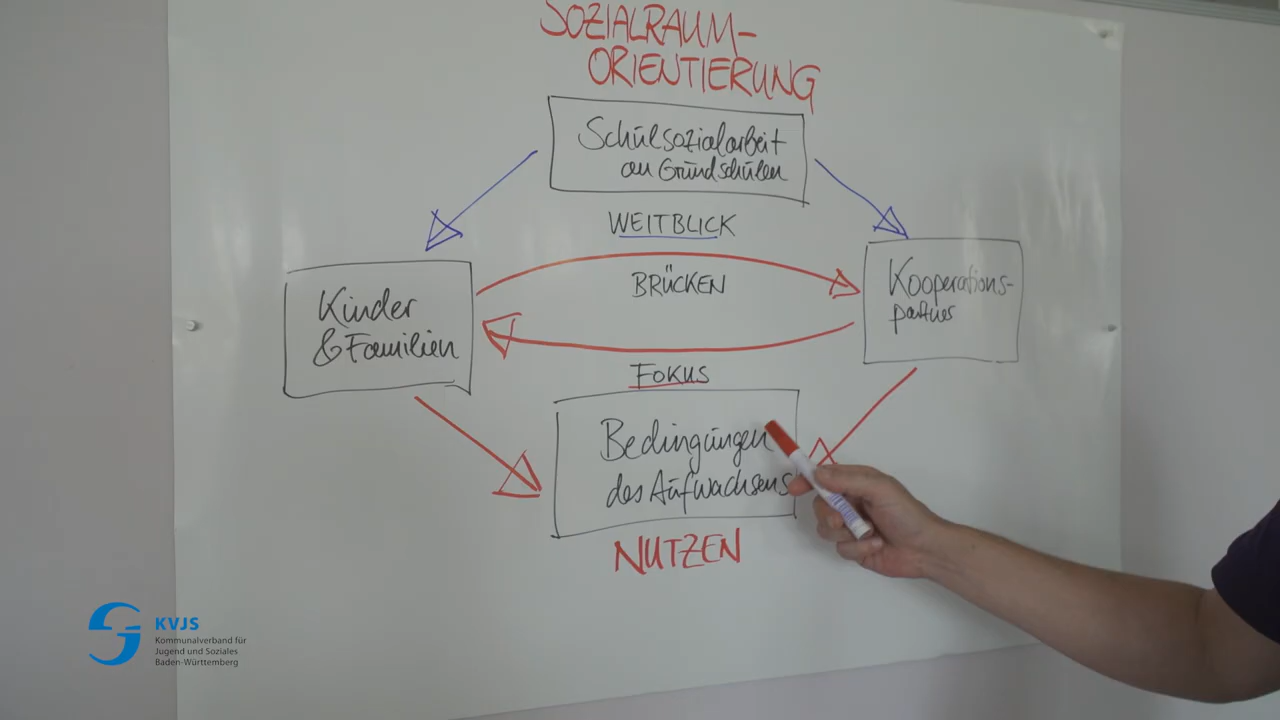 SOZIALRAUM-
ORIENTIERUNG
Schulsozialarbeit
an Grundschulen
WEITBLICK
BRÜCKEN
Kinder
& Familien
Kooperations-
partner
FOKUS
Bedingungen
des Aufwachsens
NUTZEN
KVJS
Kommunalverband für
Jugend und Soziales
Baden-Württemberg